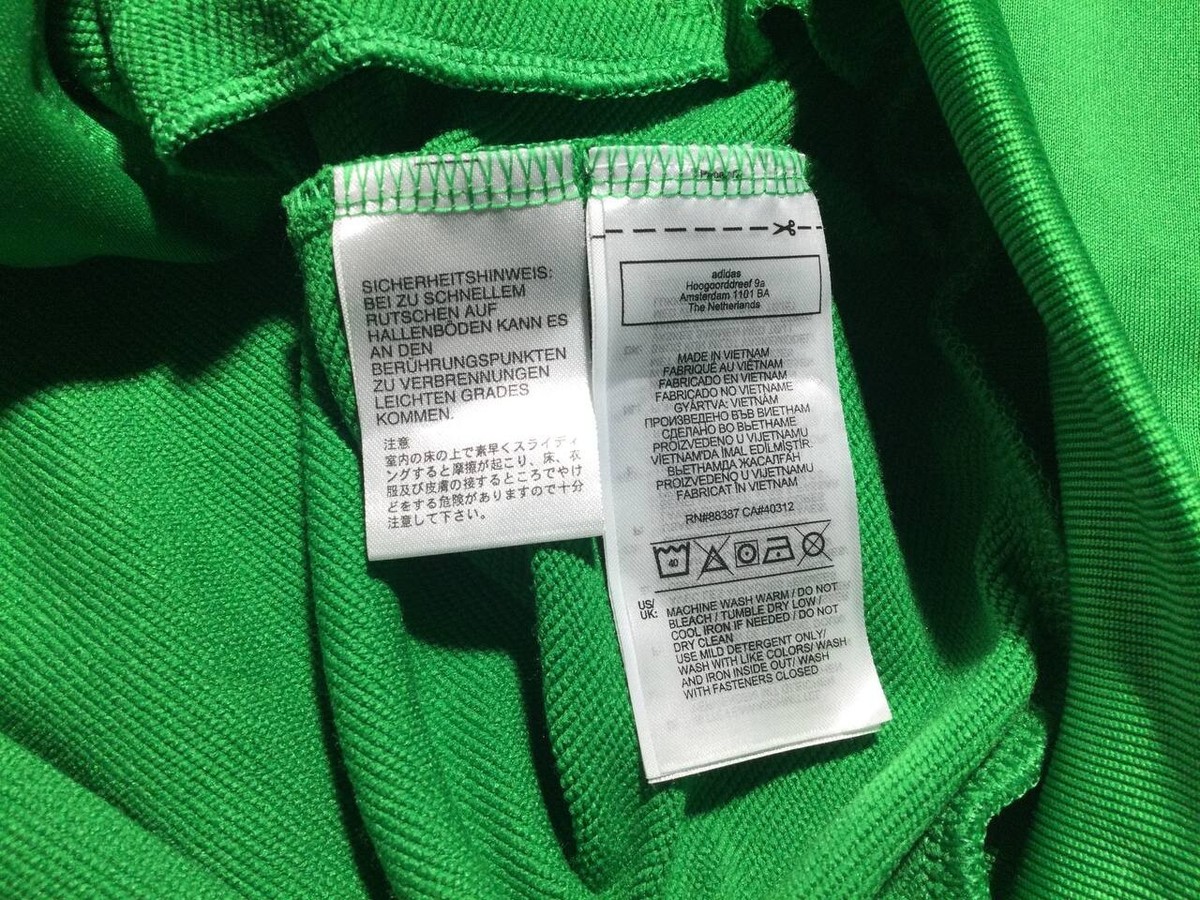 SICHERHEITSHINWEIS:
BEI ZU SCHNELLEM
RUTSCHEN AUF
HALLENBÖDEN KANN ES
AN DEN
BERÜHRUNGSPUNKTEN
ZU VERBRENNUNGEN
LEICHTEN GRADES
KOMMEN.
注意
室内の床の上で素早くスライディ
ングすると摩擦が起こり、床、衣
服及び皮膚の接するところでやけ
どをする危険がありますので十分
注意して下さい。
adidas
Hoogoorddreef 9a
Amsterdam 1101 BA
The Netherlands
MADE IN VIETNAM
FABRIQUÉ AU VIÊTNAM
FABRICADO EN VIETNAM
FABRICADO NO VIETNAME
GYÁRTVA: VIETNÁM
ПРОИЗВЕДЕНО ВЪВ ВИЕТНАМ
СДЕЛАНО ВО ВЬЕТНАМЕ
PROIZVEDENO U VIJETNAMU
VIETNAM'DA İMAL EDİLMİŞTİR.
ВЬЕТНАМДА ЖАСАЛҒАН
PROIZVEDENO U VIJETNAMU
FABRICAT ÎN VIETNAM
RN#88387 CA#40312
40
US/
UK:
MACHINE WASH WARM / DO NOT
BLEACH / TUMBLE DRY LOW /
COOL IRON IF NEEDED / DO NOT
DRY CLEAN
USE MILD DETERGENT ONLY/
WASH WITH LIKE COLORS/ WASH
AND IRON INSIDE OUT/ WASH
WITH FASTENERS CLOSED